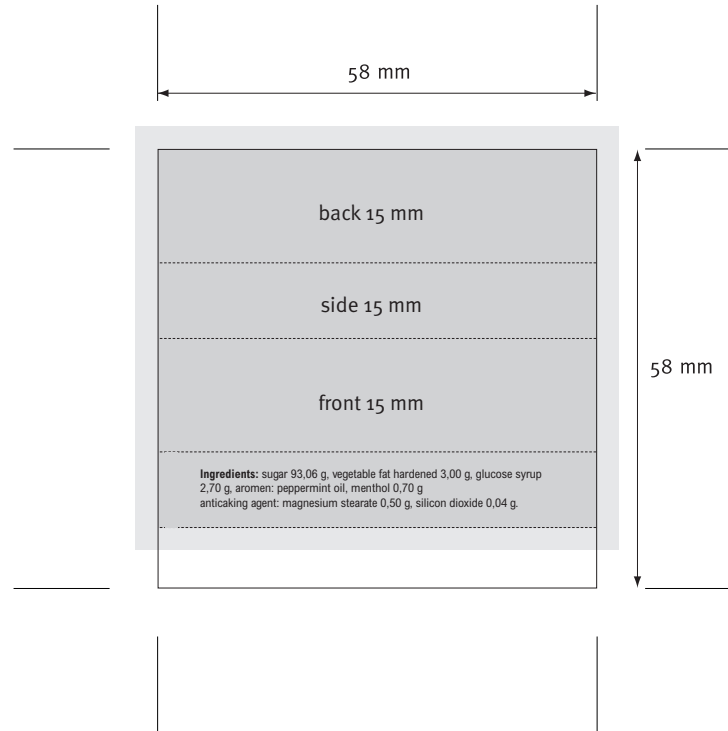 58 mm
back 15 mm
side 15 mm
58 mm
front 15 mm
Ingredients: sugar 93,06 g, vegetable fat hardened 3,00 g, glucose syrup
2,70 g, aromen: peppermint oil, menthol 0,70 g
anticaking agent: magnesium stearate 0,50 g, silicon dioxide 0,04 g.